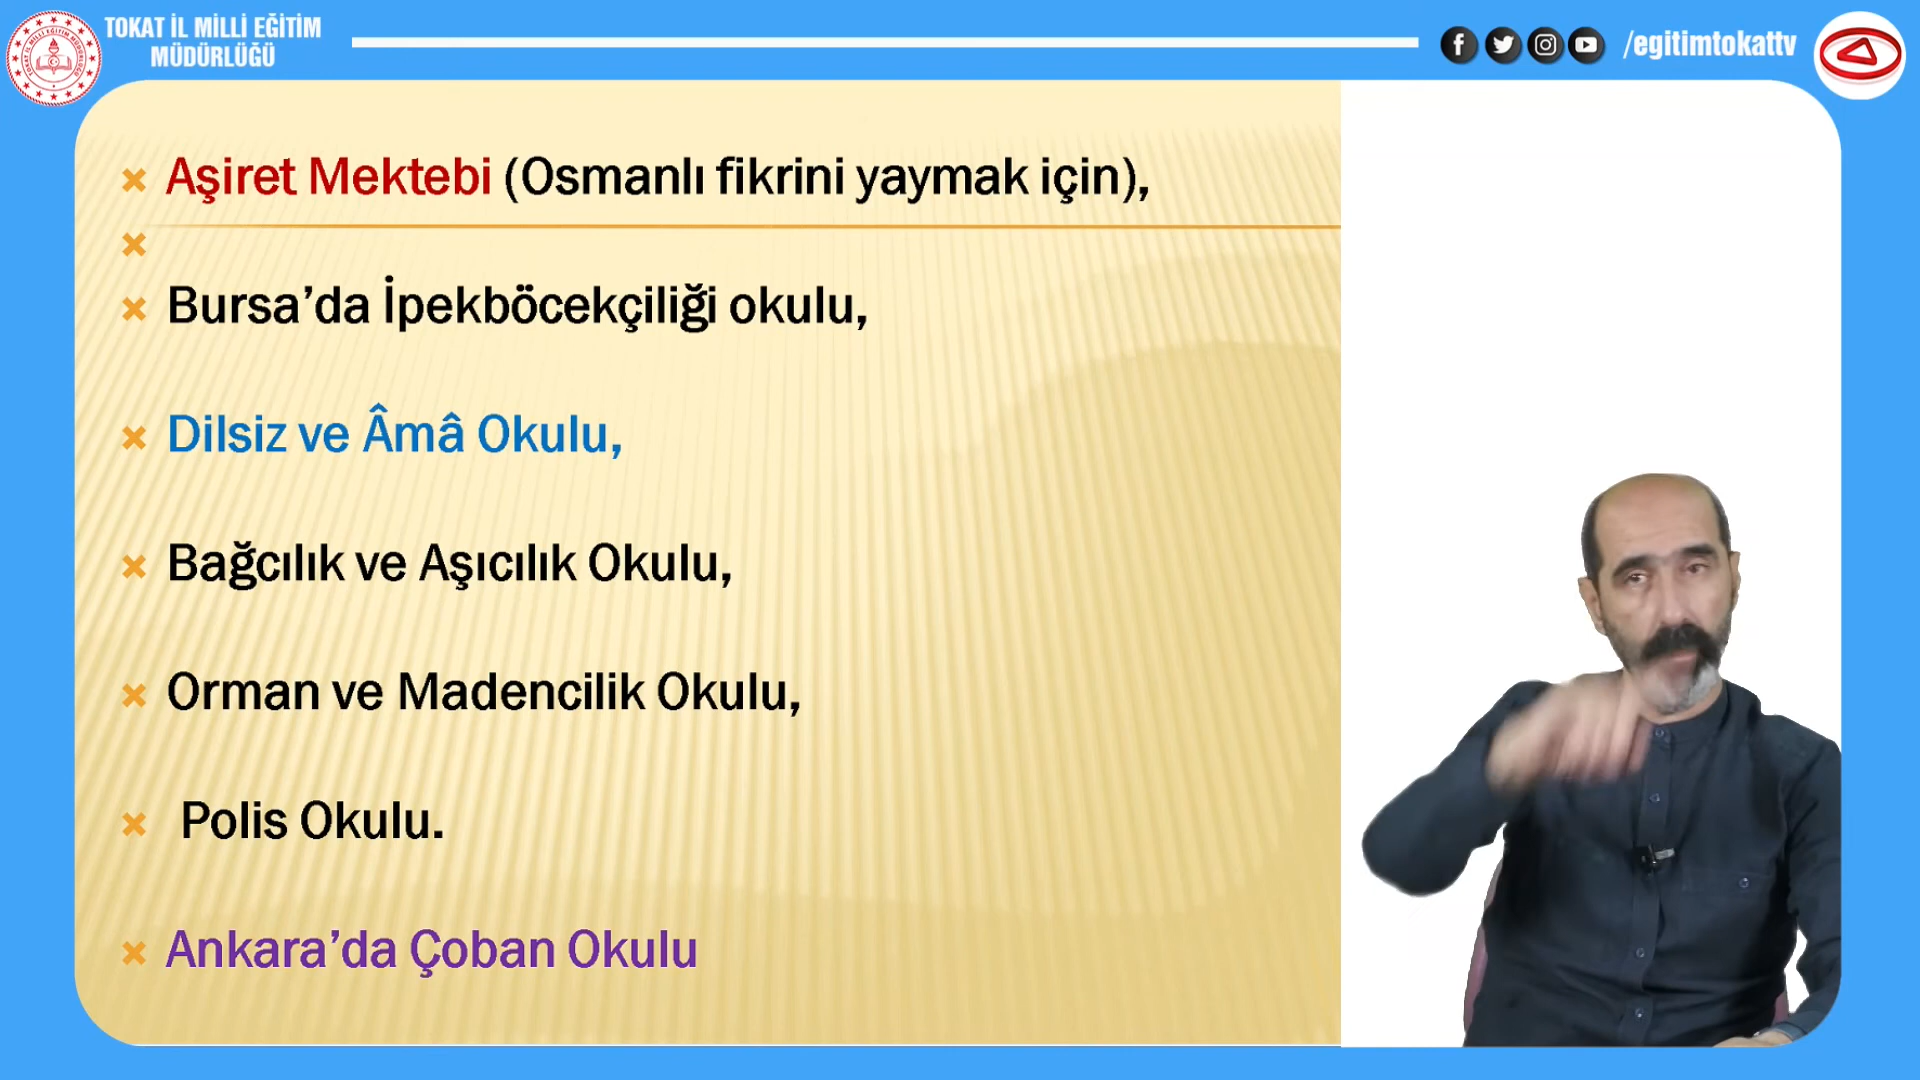 TOKAT İL MİLLİ EĞİTİM
MÜDÜRLÜĞÜ
/egitimtokattv
Aşiret Mektebi (Osmanlı fikrini yaymak için),
Bursa’da İpekböcekçiliği okulu,
Dilsiz ve Âmâ Okulu,
Bağcılık ve Aşıcılık Okulu,
Orman ve Madencilik Okulu,
Polis Okulu.
Ankara’da Çoban Okulu